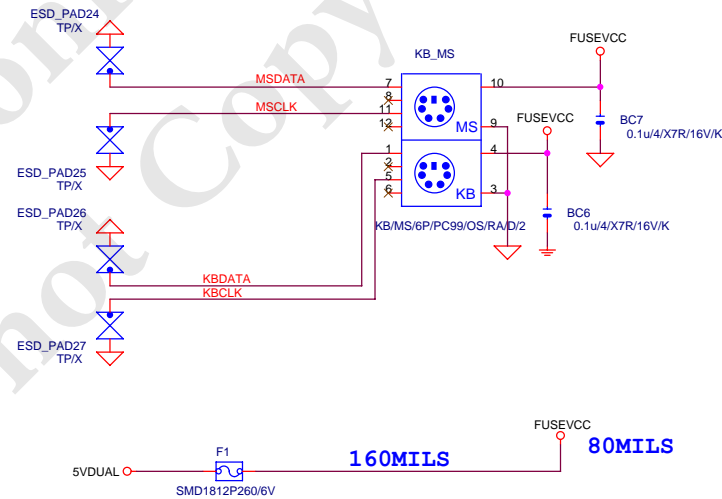 ESD_PAD24
TP/X
KB_MS
FUSEVCC
MSDATA
7
10
8
MSCLK
11
12
MS
9
FUSEVCC
BC7
0.1u/4/X7R/16V/K
1
4
2
5
6
KB
3
ESD_PAD25
TP/X
ESD_PAD26
TP/X
KB/MS/6P/PC99/OS/RA/D/2
BC6
0.1u/4/X7R/16V/K
KBDATA
KBCLK
ESD_PAD27
TP/X
not Copy
FUSEVCC
F1
160MILS
80MILS
5VDUAL
SMD1812P260/6V